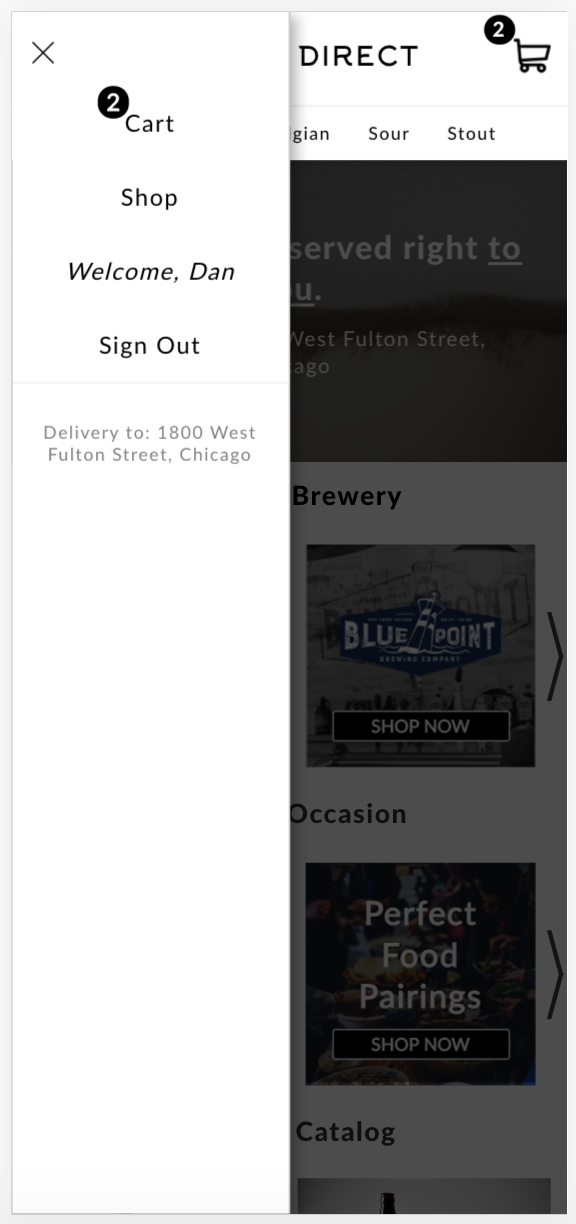 2
Cart
Shop
Welcome, Dan
Sign Out
Delivery to: 1800 West
Fulton Street, Chicago
DIRECT
2
gian
Sour
Stout
served right to
u.
West Fulton Street,
cago
Brewery
BLUE POINT
BREWING COMPANY
SHOP NOW
Occasion
Perfect
Food
Pairings
SHOP NOW
Catalog